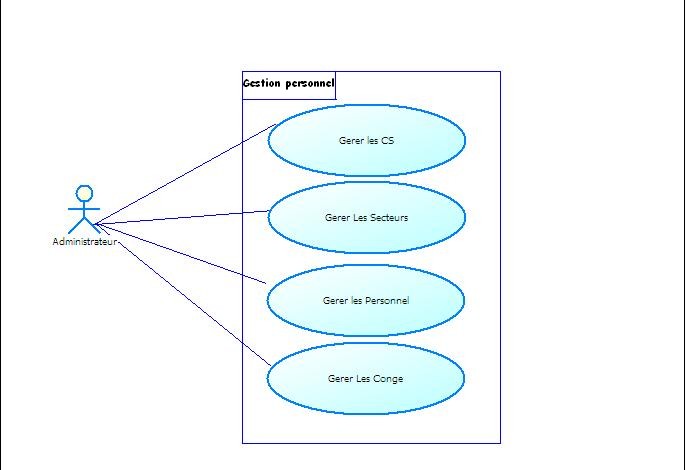 Gestion personnel
Gerer les CS
Gerer Les Secteurs
Administrateur
Gerer les Personnel
Gerer Les Conge